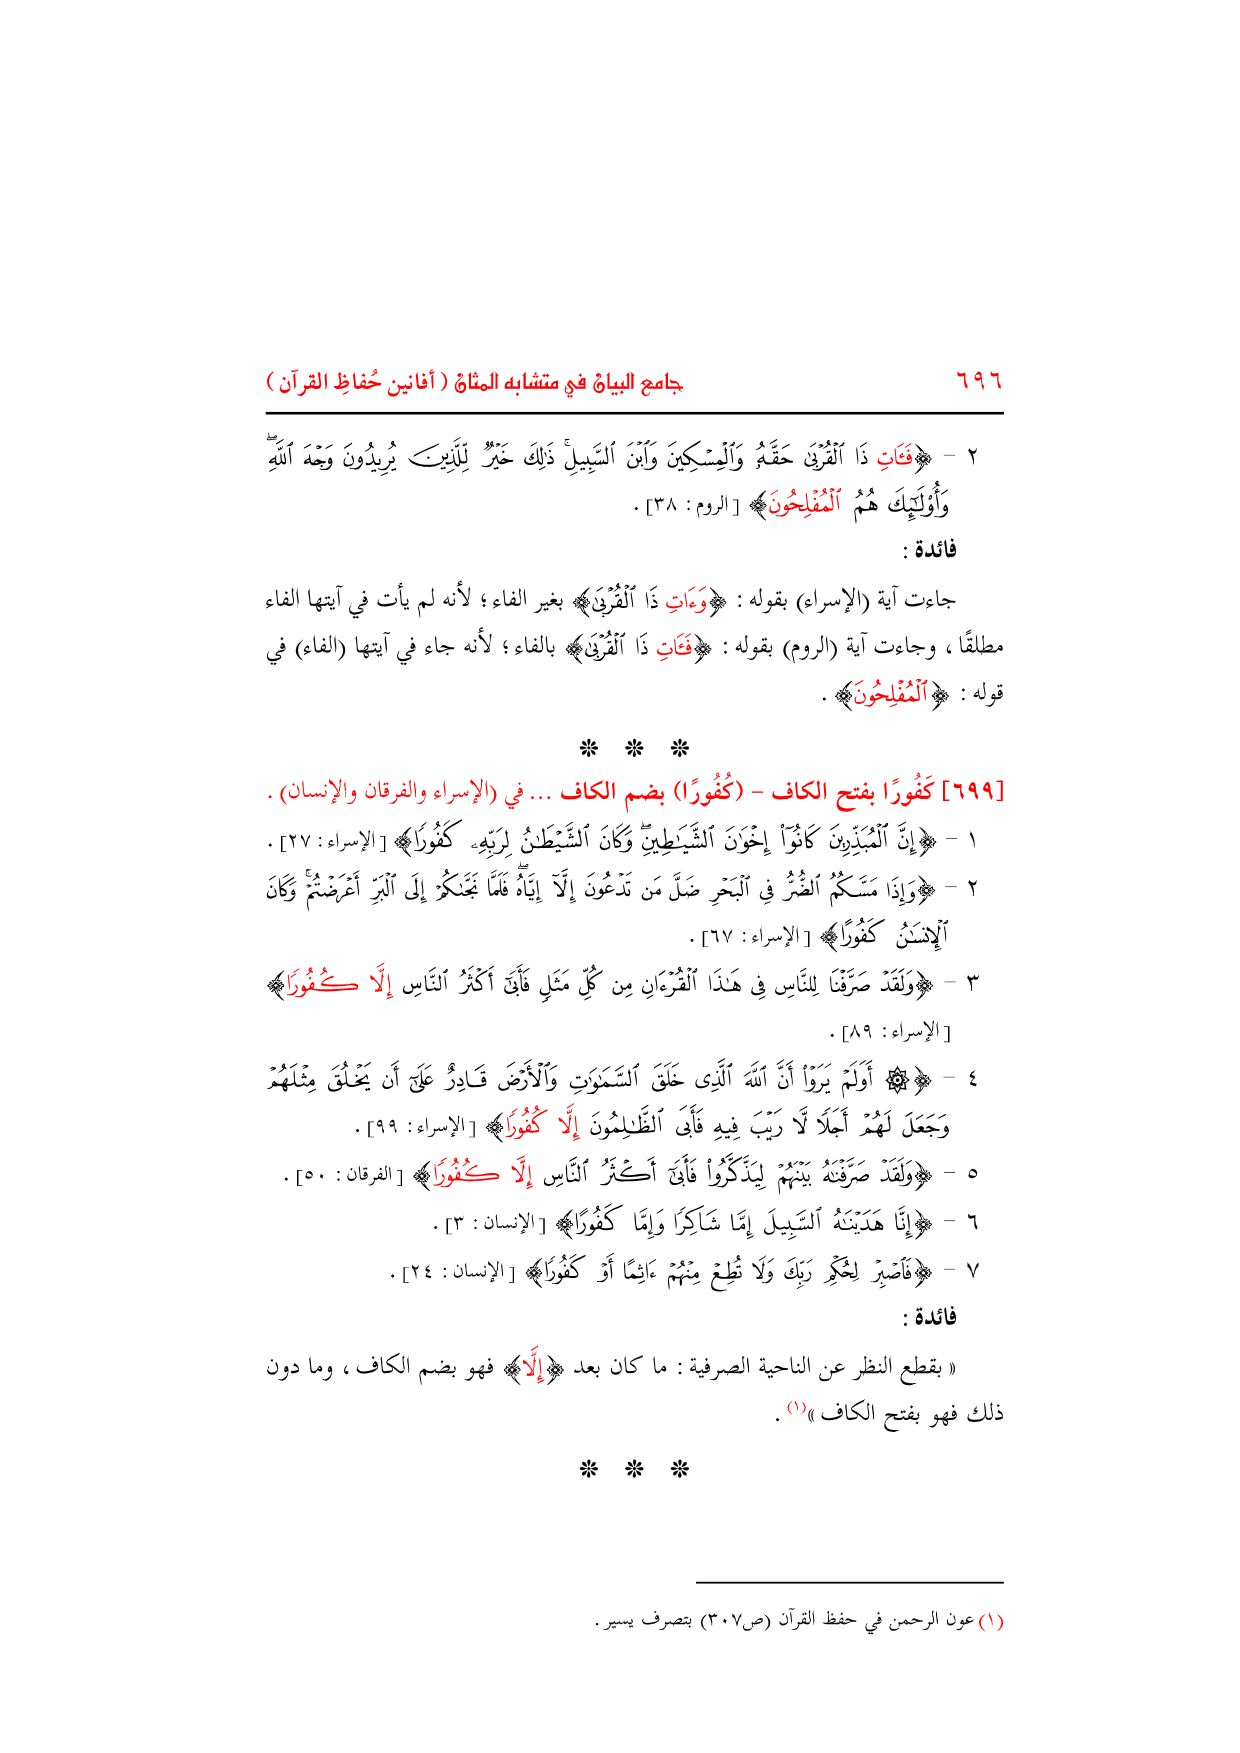 ٦٩٦ جامع البيان في متشابه المثان ( أفانين حُفاظِ القرآن )
٢ – ﴿فَـَٔاتِ ذَا ٱلْقُرْبَىٰ حَقَّهُۥ وَٱلْمِسْكِينَ وَٱبْنَ ٱلسَّبِيلِۚ ذَٰلِكَ خَيْرٌ لِّلَّذِينَ يُرِيدُونَ وَجْهَ ٱللَّهِۖ
وَأُو۟لَٰٓئِكَ هُمُ ٱلْمُفْلِحُونَ﴾ [الروم: ٣٨].
فائدة :
جاءت آية (الإسراء) بقوله: ﴿وَءَاتِ ذَا ٱلْقُرْبَىٰ﴾ بغير الفاء؛ لأنه لم يأت في آيتها الفاء
مطلقًا، وجاءت آية (الروم) بقوله: ﴿فَـَٔاتِ ذَا ٱلْقُرْبَىٰ﴾ بالفاء؛ لأنه جاء في آيتها (الفاء) في
قوله: ﴿ٱلْمُفْلِحُونَ﴾ .
❊ ❊ ❊
[٦٩٩] كَفُورًا بفتح الكاف – (كُفُورًا) بضم الكاف ... في (الإسراء والفرقان والإنسان) .
١ – ﴿إِنَّ ٱلْمُبَذِّرِينَ كَانُوٓا۟ إِخْوَٰنَ ٱلشَّيَٰطِينِۖ وَكَانَ ٱلشَّيْطَٰنُ لِرَبِّهِۦ كَفُورًا﴾ [الإسراء: ٢٧].
٢ – ﴿وَإِذَا مَسَّكُمُ ٱلضُّرُّ فِى ٱلْبَحْرِ ضَلَّ مَن تَدْعُونَ إِلَّآ إِيَّاهُۖ فَلَمَّا نَجَّىٰكُمْ إِلَى ٱلْبَرِّ أَعْرَضْتُمْۚ وَكَانَ
ٱلْإِنسَٰنُ كَفُورًا﴾ [الإسراء: ٦٧].
٣ – ﴿وَلَقَدْ صَرَّفْنَا لِلنَّاسِ فِى هَٰذَا ٱلْقُرْءَانِ مِن كُلِّ مَثَلٍ فَأَبَىٰٓ أَكْثَرُ ٱلنَّاسِ إِلَّا كُفُورًا﴾
[الإسراء: ٨٩].
٤ – ﴿۞ أَوَلَمْ يَرَوْا۟ أَنَّ ٱللَّهَ ٱلَّذِى خَلَقَ ٱلسَّمَٰوَٰتِ وَٱلْأَرْضَ قَادِرٌ عَلَىٰٓ أَن يَخْلُقَ مِثْلَهُمْ
وَجَعَلَ لَهُمْ أَجَلًا لَّا رَيْبَ فِيهِ فَأَبَى ٱلظَّٰلِمُونَ إِلَّا كُفُورًا﴾ [الإسراء: ٩٩].
٥ – ﴿وَلَقَدْ صَرَّفْنَٰهُ بَيْنَهُمْ لِيَذَّكَّرُوا۟ فَأَبَىٰٓ أَكْثَرُ ٱلنَّاسِ إِلَّا كُفُورًا﴾ [الفرقان: ٥٠].
٦ – ﴿إِنَّا هَدَيْنَٰهُ ٱلسَّبِيلَ إِمَّا شَاكِرًا وَإِمَّا كَفُورًا﴾ [الإنسان: ٣].
٧ – ﴿فَٱصْبِرْ لِحُكْمِ رَبِّكَ وَلَا تُطِعْ مِنْهُمْ ءَاثِمًا أَوْ كَفُورًا﴾ [الإنسان: ٢٤].
فائدة :
« بقطع النظر عن الناحية الصرفية: ما كان بعد ﴿إِلَّا﴾ فهو بضم الكاف، وما دون
ذلك فهو بفتح الكاف »(١) .
❊ ❊ ❊
(١) عون الرحمن في حفظ القرآن (ص٣٠٧) بتصرف يسير.